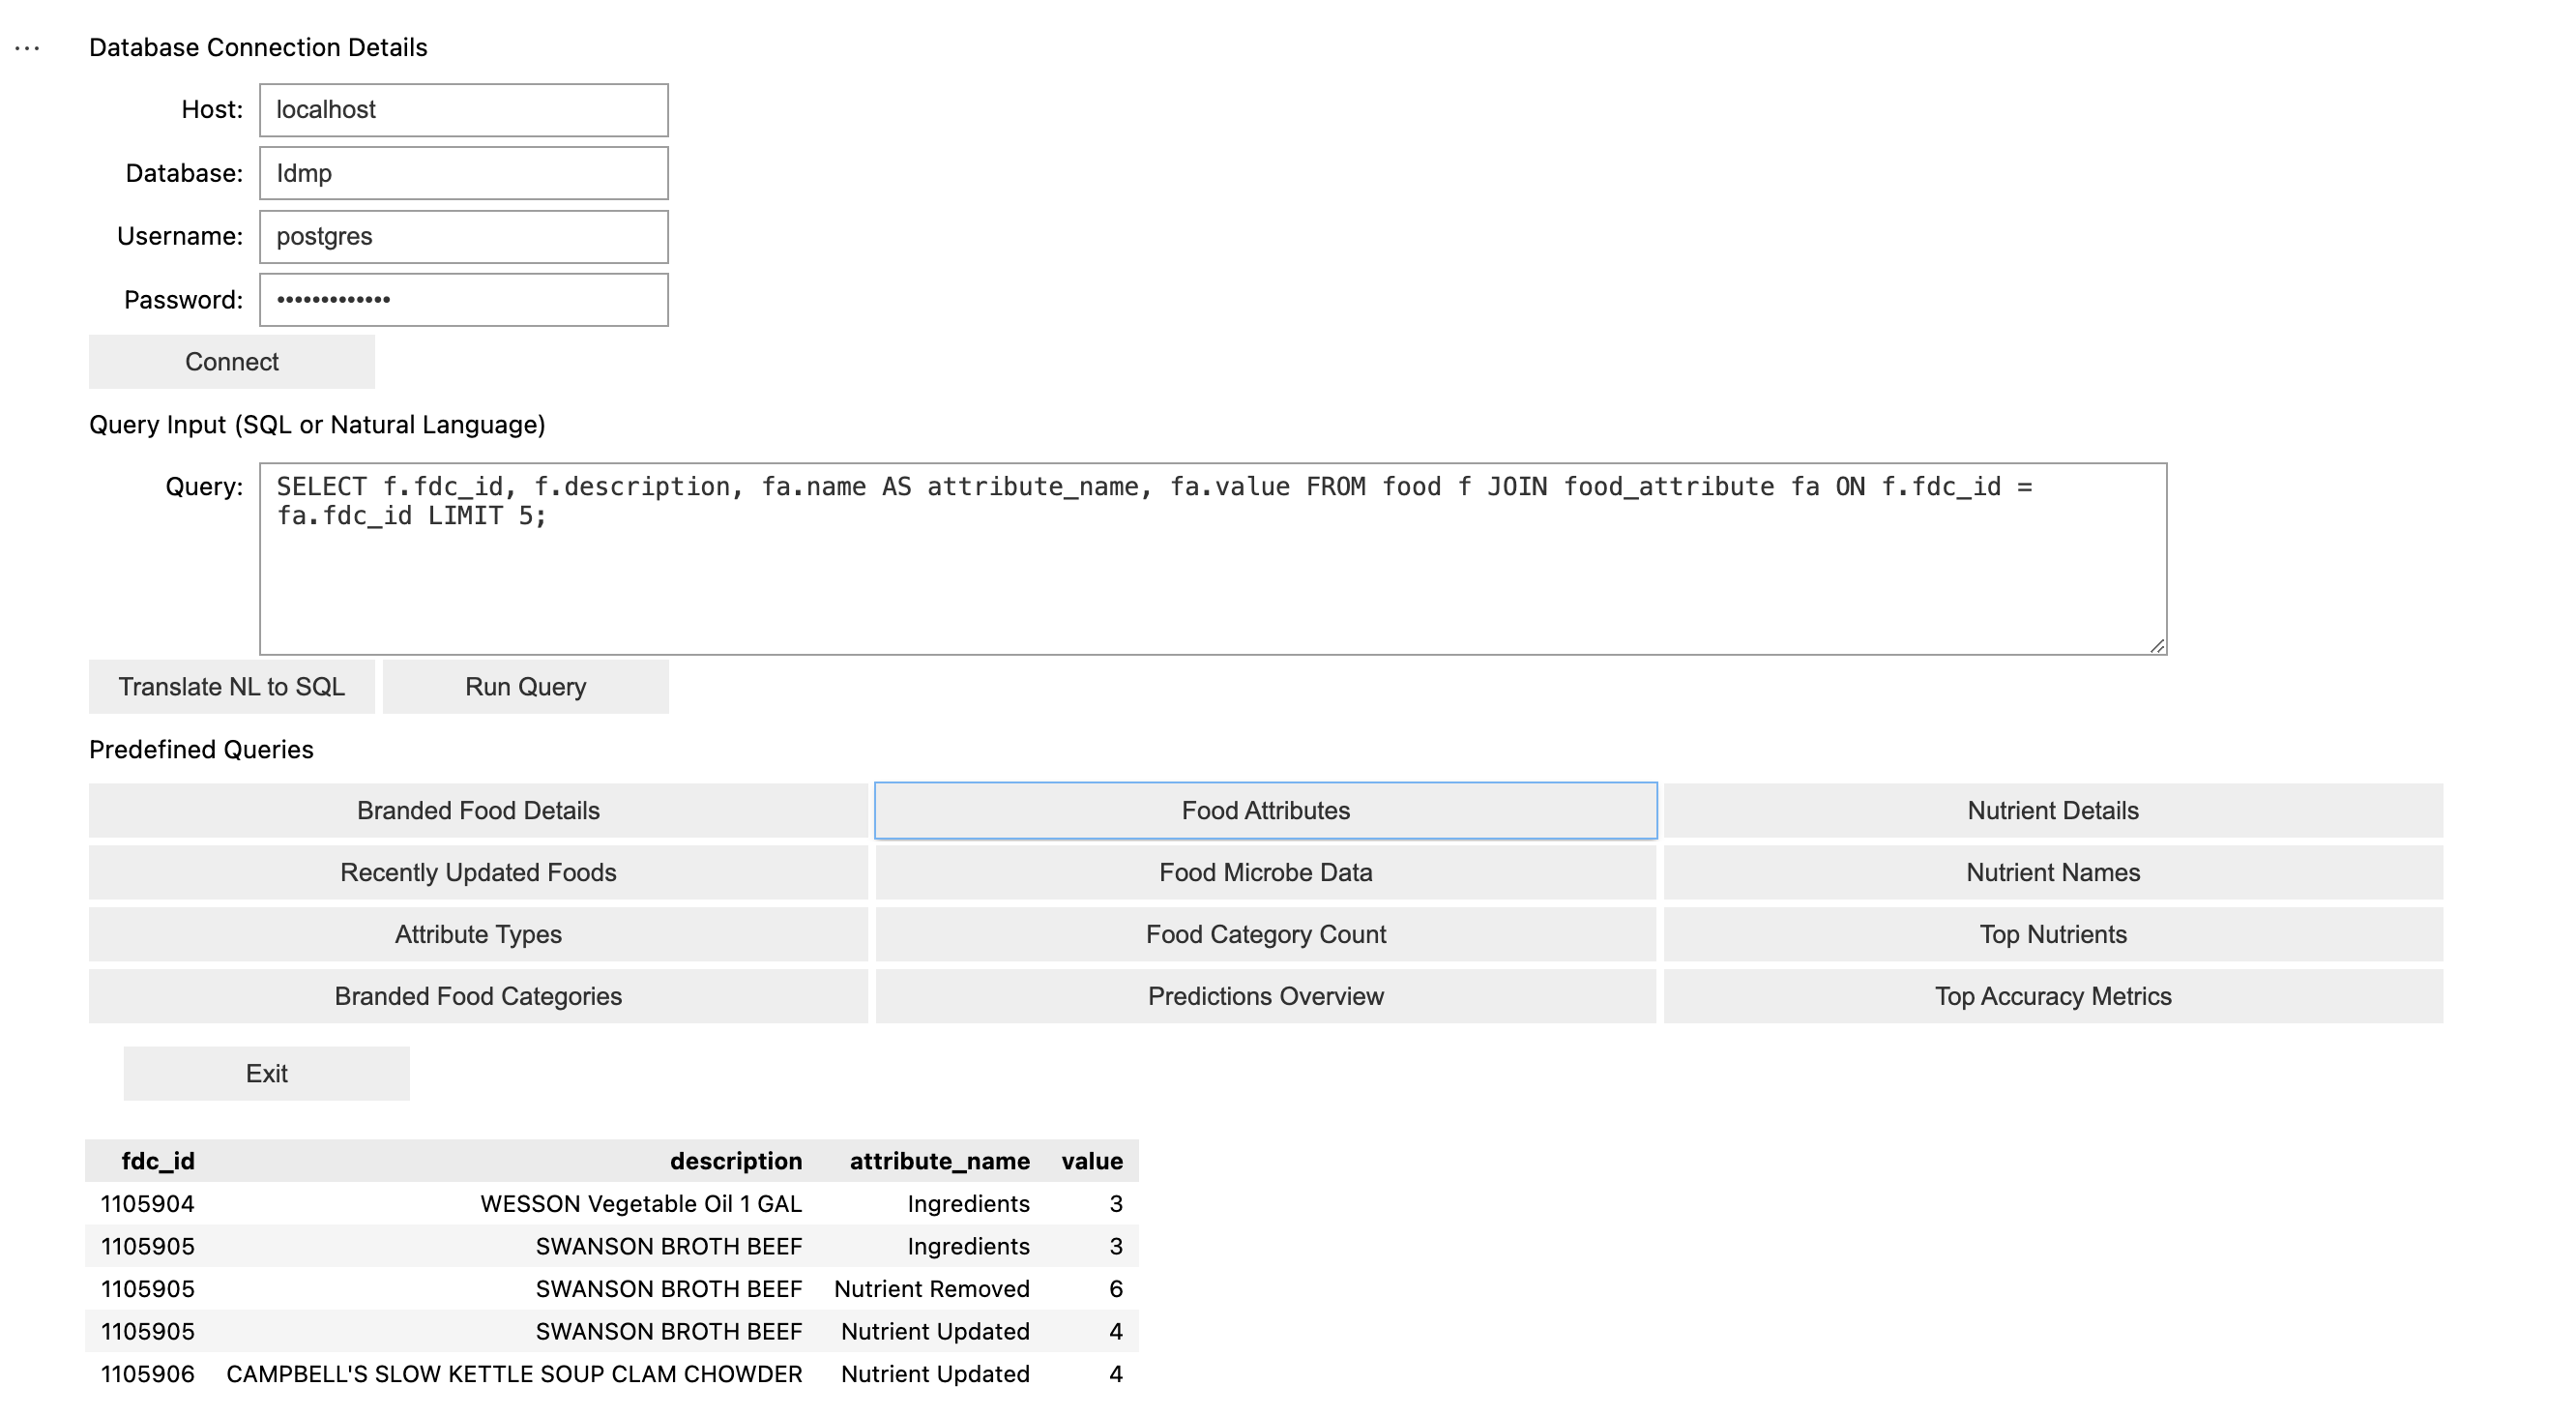 ...
Database Connection Details
Host: localhost
Database: ldmp
Username: postgres
Password: •••••••••••••
Connect
Query Input (SQL or Natural Language)
Query: SELECT f.fdc_id, f.description, fa.name AS attribute_name, fa.value FROM food f JOIN food_attribute fa ON f.fdc_id =
fa.fdc_id LIMIT 5;
Translate NL to SQL Run Query
Predefined Queries
Branded Food Details Food Attributes Nutrient Details
Recently Updated Foods Food Microbe Data Nutrient Names
Attribute Types Food Category Count Top Nutrients
Branded Food Categories Predictions Overview Top Accuracy Metrics
Exit
fdc_id description attribute_name value
1105904 WESSON Vegetable Oil 1 GAL Ingredients 3
1105905 SWANSON BROTH BEEF Ingredients 3
1105905 SWANSON BROTH BEEF Nutrient Removed 6
1105905 SWANSON BROTH BEEF Nutrient Updated 4
1105906 CAMPBELL'S SLOW KETTLE SOUP CLAM CHOWDER Nutrient Updated 4